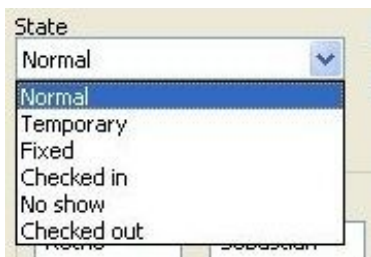 State
Normal
Normal
Temporary
Fixed
Checked in
No show
Checked out